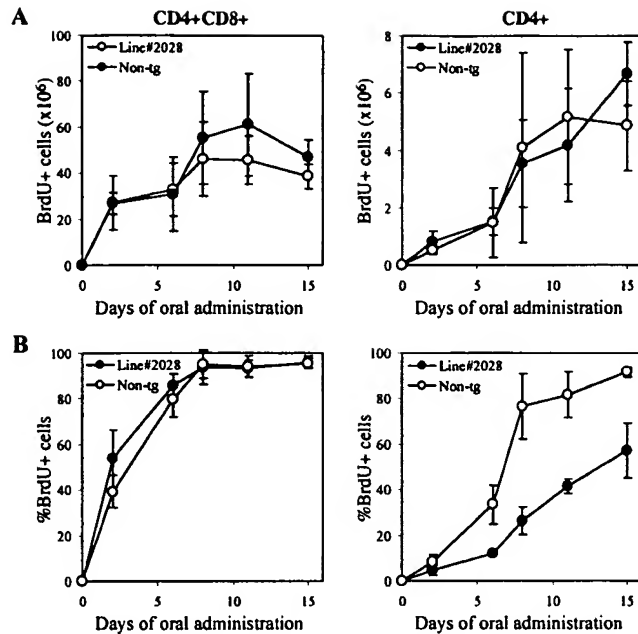 A
CD4+CD8+
CD4+
BrdU+ cells (x10⁶)
100
80
60
40
20
0
Line#2028
Non-tg
0 5 10 15
Days of oral administration
BrdU+ cells (x10⁶)
8
6
4
2
0
Line#2028
Non-tg
0 5 10 15
Days of oral administration
B
%BrdU+ cells
100
80
60
40
20
0
Line#2028
Non-tg
0 5 10 15
Days of oral administration
%BrdU+ cells
100
80
60
40
20
0
Line#2028
Non-tg
0 5 10 15
Days of oral administration